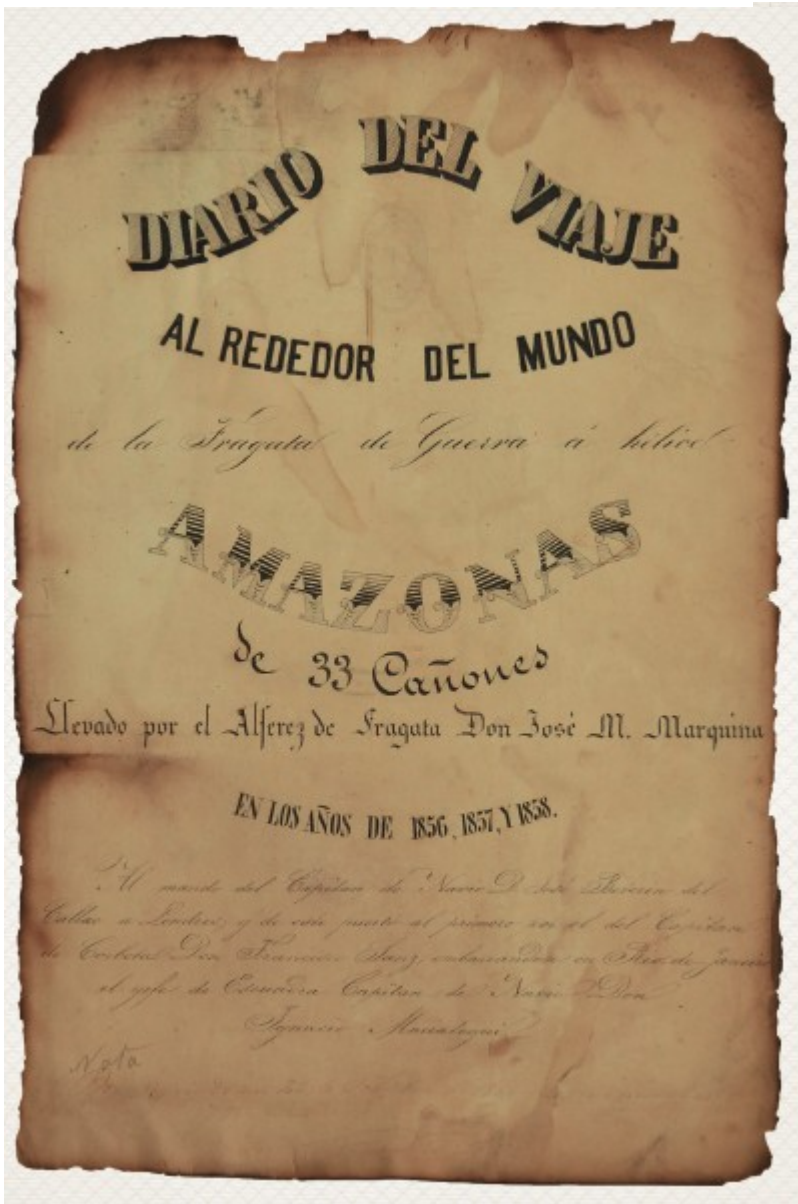 DIARIO DEL VIAJE
AL REDEDOR DEL MUNDO
de la Fragata de Guerra á hélice
AMAZONAS
de 33 Cañones
Llevado por el Alferez de Fragata Don José M. Marquina
EN LOS AÑOS DE 1856, 1857, Y 1858.
Al mando del Capitan de Navio D. José Boterin del
Callao a Londres, y de este puerto al primero con el del Capitan
de Corbeta Don Francisco Sanz, embarcandose en Rio de Janeiro
el gefe de Escuadra Capitan de Navio Don
Ignacio Mariategui
Nota